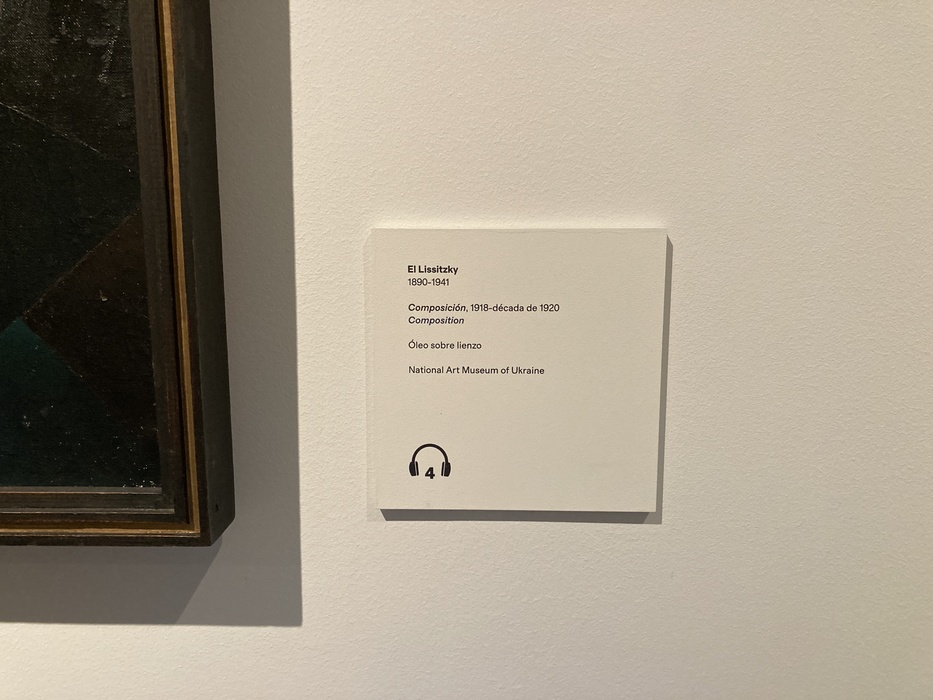 El Lissitzky
1890-1941
Composición, 1918-década de 1920
Composition
Óleo sobre lienzo
National Art Museum of Ukraine
4